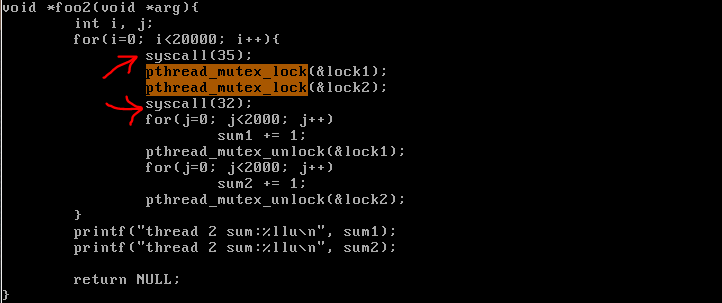 void *foo2(void *arg){
int i, j;
for(i=0; i<20000; i++){
syscall(35);
pthread_mutex_lock(&lock1);
pthread_mutex_lock(&lock2);
syscall(32);
for(j=0; j<2000; j++)
sum1 += 1;
pthread_mutex_unlock(&lock1);
for(j=0; j<2000; j++)
sum2 += 1;
pthread_mutex_unlock(&lock2);
}
printf("thread 2 sum:%llu\n", sum1);
printf("thread 2 sum:%llu\n", sum2);
return NULL;
}